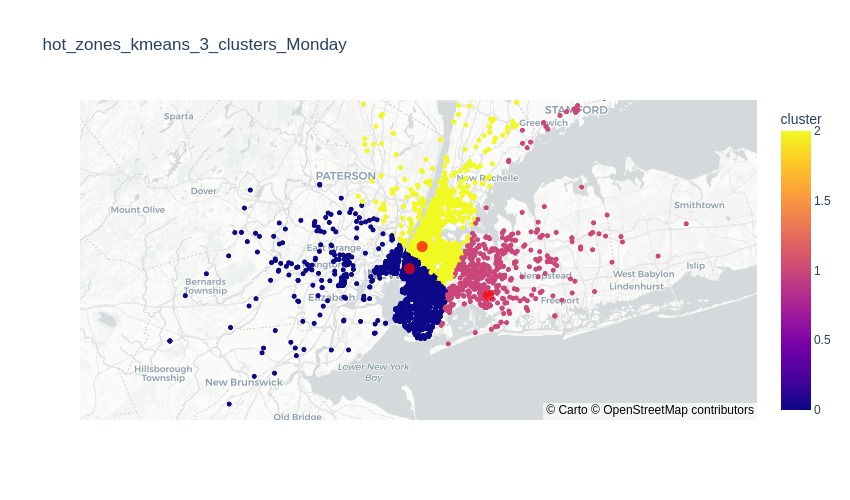 hot_zones_kmeans_3_clusters_Monday
cluster
2
1.5
1
0.5
0
Sparta
STAMFORD
Greenwich
PATERSON
New Rochelle
Dover
Mount Olive
Smithtown
East Orange
Bernards
Township
Hempstead
West Babylon
Islip
Lindenhurst
Elizabeth
Freeport
Lower New York
Bay
Hillsborough
Township
New Brunswick
Old Bridge
© Carto © OpenStreetMap contributors